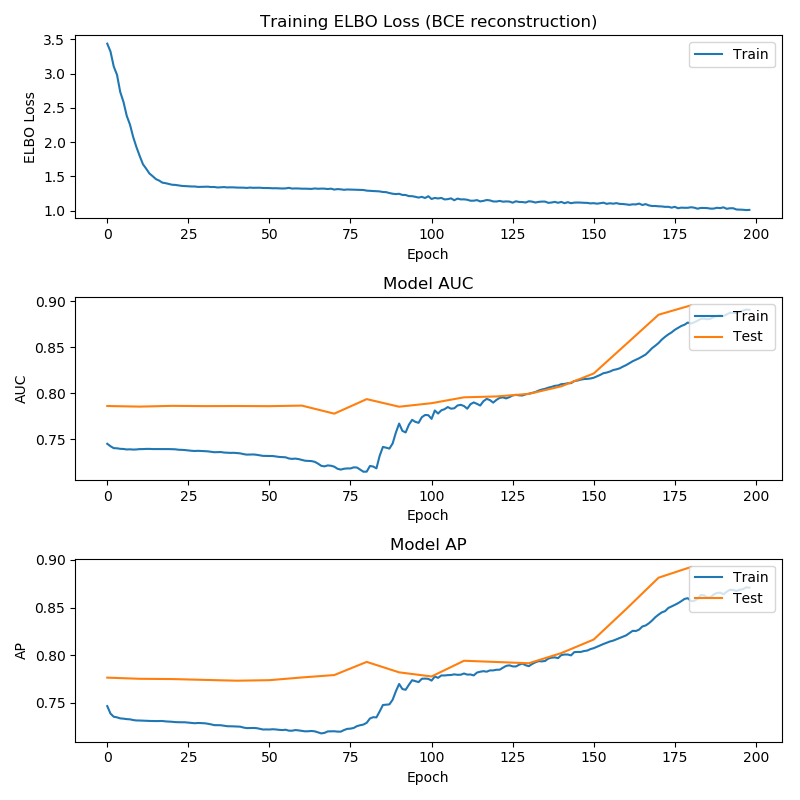 Training ELBO Loss (BCE reconstruction)
3.5
3.0
2.5
2.0
1.5
1.0
ELBO Loss
Train
0 25 50 75 100 125 150 175 200
Epoch
Model AUC
0.90
0.85
0.80
0.75
AUC
Train
Test
0 25 50 75 100 125 150 175 200
Epoch
Model AP
0.90
0.85
0.80
0.75
AP
Train
Test
0 25 50 75 100 125 150 175 200
Epoch